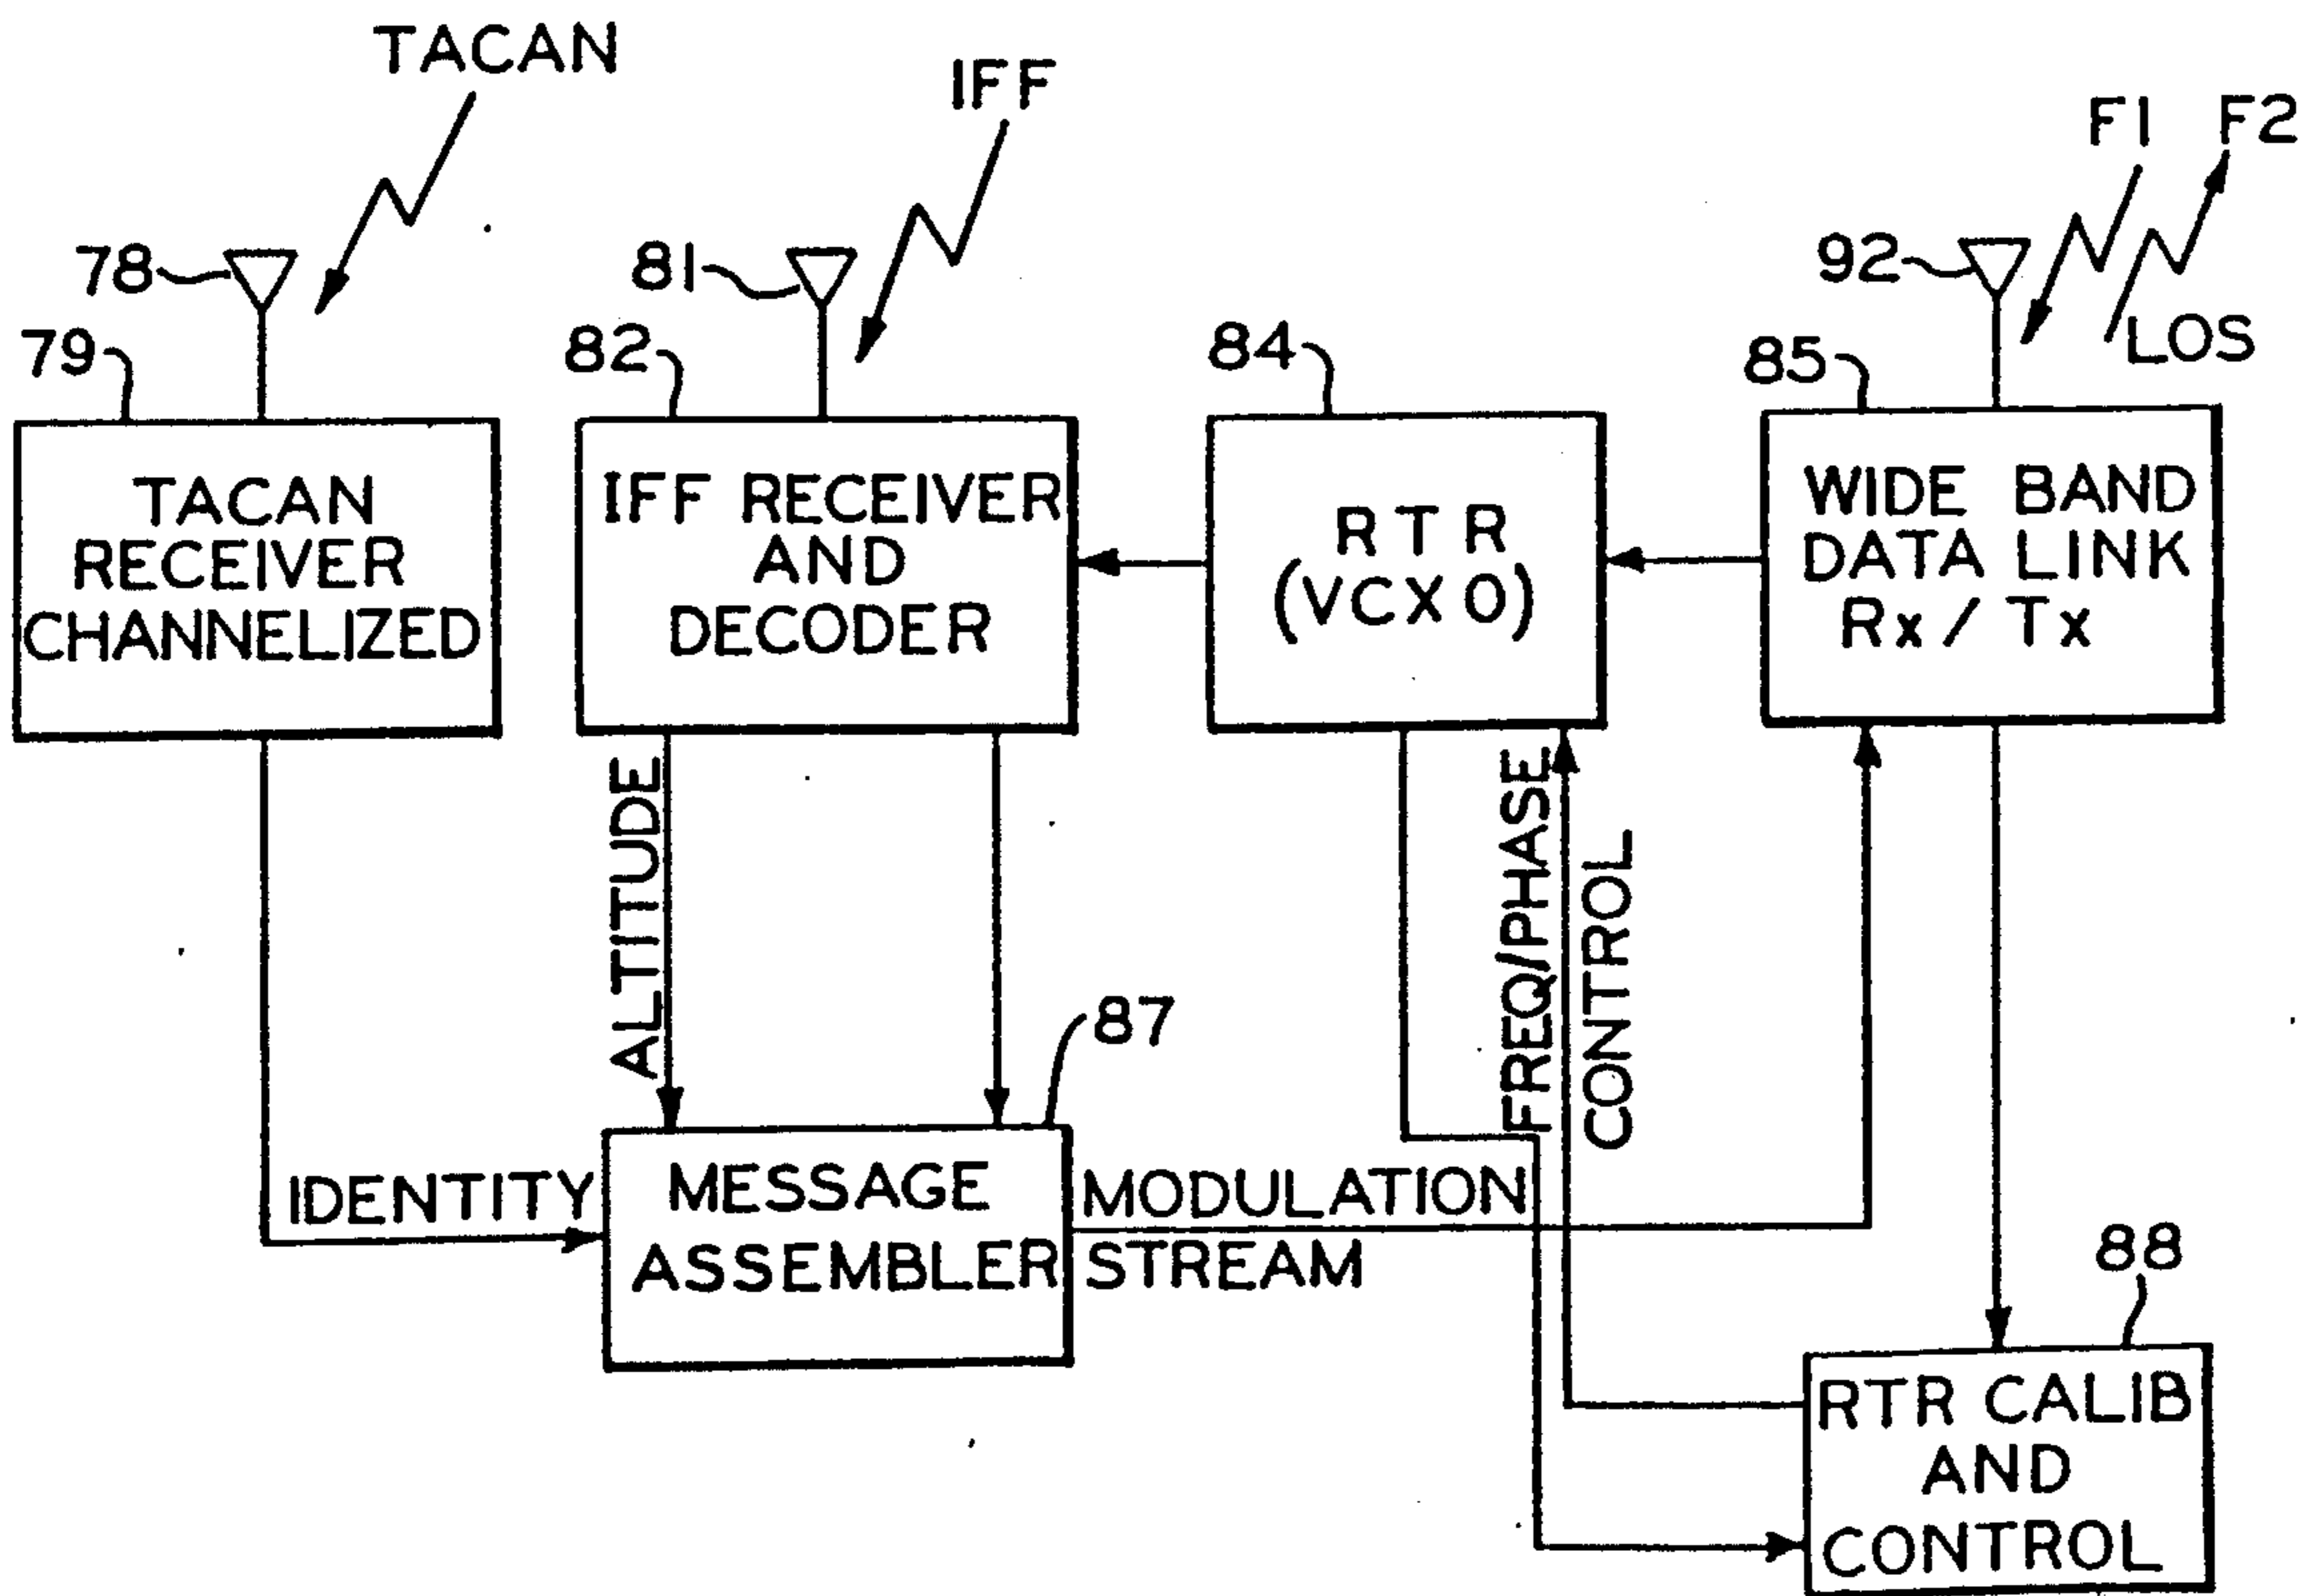 TACAN
IFF
F1
F2
78
81
92
LOS
79
82
84
85
TACAN
RECEIVER
CHANNELIZED
IFF RECEIVER
AND
DECODER
RTR
(VCXO)
WIDE BAND
DATA LINK
Rx / Tx
ALTITUDE
FREQ/PHASE
CONTROL
87
IDENTITY
MESSAGE
ASSEMBLER
MODULATION
STREAM
88
RTR CALIB
AND
CONTROL